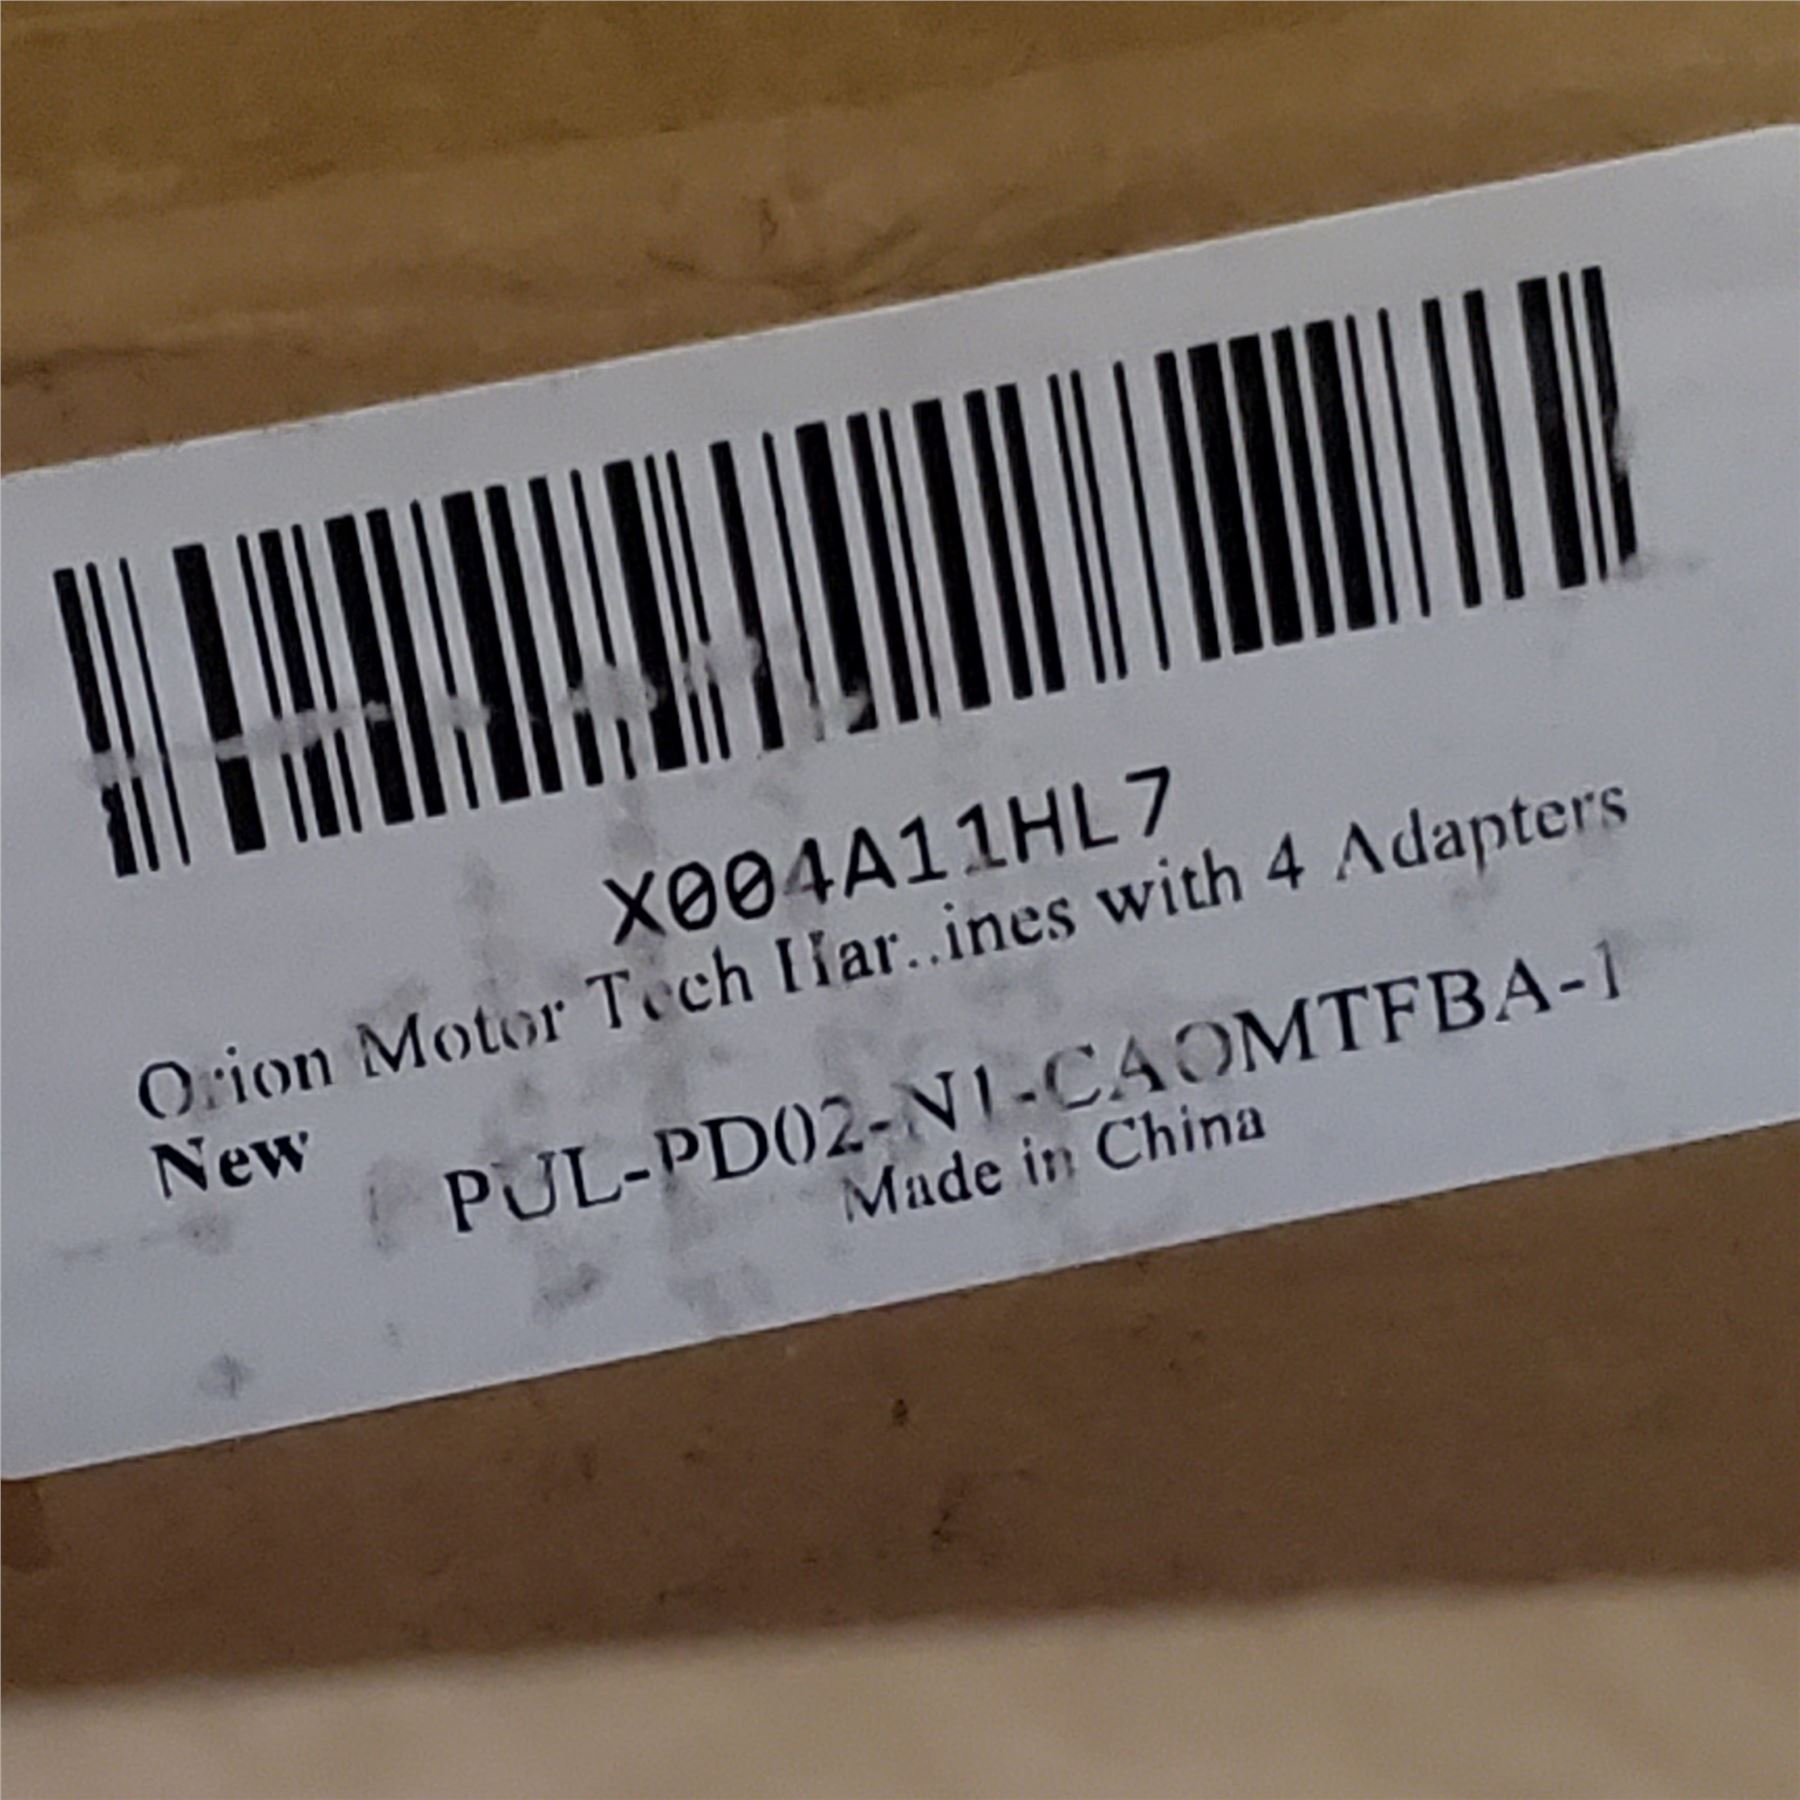 X004A11HL7
Orion Motor Tech Har..ines with 4 Adapters
New
PUL-PD02-N1-CAOMTFBA-1
Made in China